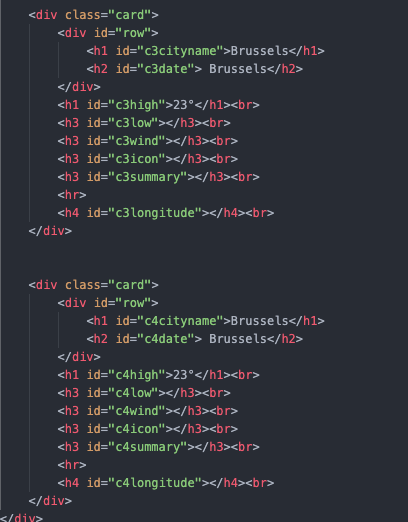 <div class="card">
<div id="row">
<h1 id="c3cityname">Brussels</h1>
<h2 id="c3date"> Brussels</h2>
</div>
<h1 id="c3high">23°</h1><br>
<h3 id="c3low"></h3><br>
<h3 id="c3wind"></h3><br>
<h3 id="c3icon"></h3><br>
<h3 id="c3summary"></h3><br>
<hr>
<h4 id="c3longitude"></h4><br>
</div>
<div class="card">
<div id="row">
<h1 id="c4cityname">Brussels</h1>
<h2 id="c4date"> Brussels</h2>
</div>
<h1 id="c4high">23°</h1><br>
<h3 id="c4low"></h3><br>
<h3 id="c4wind"></h3><br>
<h3 id="c4icon"></h3><br>
<h3 id="c4summary"></h3><br>
<hr>
<h4 id="c4longitude"></h4><br>
</div>
</div>